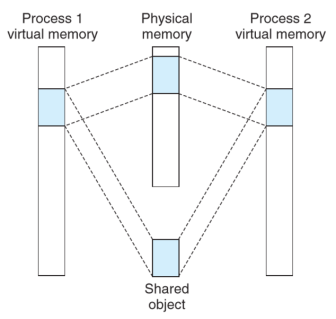 Process 1
virtual memory
Physical
memory
Process 2
virtual memory
Shared
object